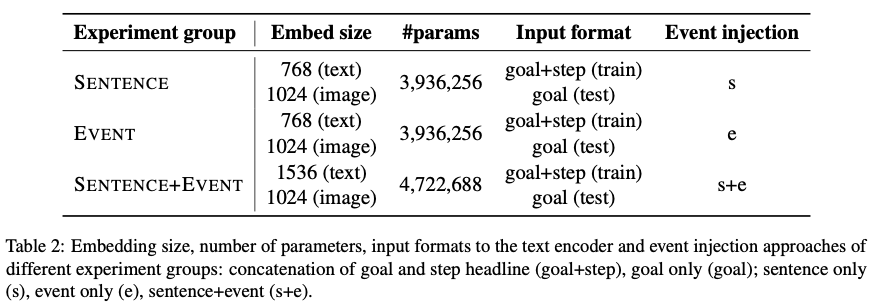 Experiment group Embed size #params Input format Event injection
SENTENCE 768 (text) 1024 (image) 3,936,256 goal+step (train) goal (test) s
EVENT 768 (text) 1024 (image) 3,936,256 goal+step (train) goal (test) e
SENTENCE+EVENT 1536 (text) 1024 (image) 4,722,688 goal+step (train) goal (test) s+e
Table 2: Embedding size, number of parameters, input formats to the text encoder and event injection approaches of
different experiment groups: concatenation of goal and step headline (goal+step), goal only (goal); sentence only
(s), event only (e), sentence+event (s+e).